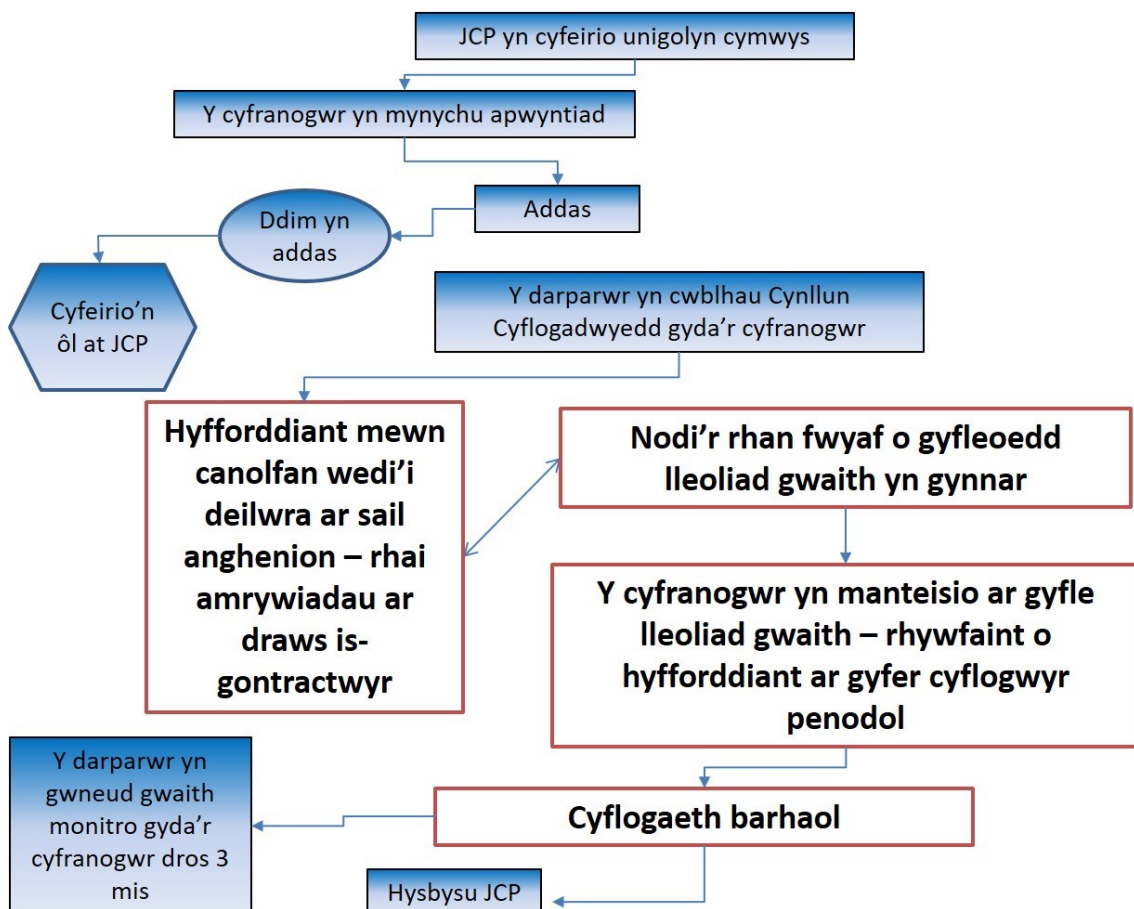 JCP yn cyfeirio unigolyn cymwys
Y cyfranogwr yn mynychu apwyntiad
Addas
Ddim yn
addas
Cyfeirio’n
ôl at JCP
Y darparwr yn cwblhau Cynllun
Cyflogadwyedd gyda’r cyfranogwr
Hyfforddiant mewn
canolfan wedi’i
deilwra ar sail
anghenion – rhai
amrywiadau ar
draws is-
gontractwyr
Nodi’r rhan fwyaf o gyfleoedd
lleoliad gwaith yn gynnar
Y cyfranogwr yn manteisio ar gyfle
lleoliad gwaith – rhywfaint o
hyfforddiant ar gyfer cyflogwyr
penodol
Cyflogaeth barhaol
Y darparwr yn
gwneud gwaith
monitro gyda’r
cyfranogwr dros 3
mis
Hysbysu JCP